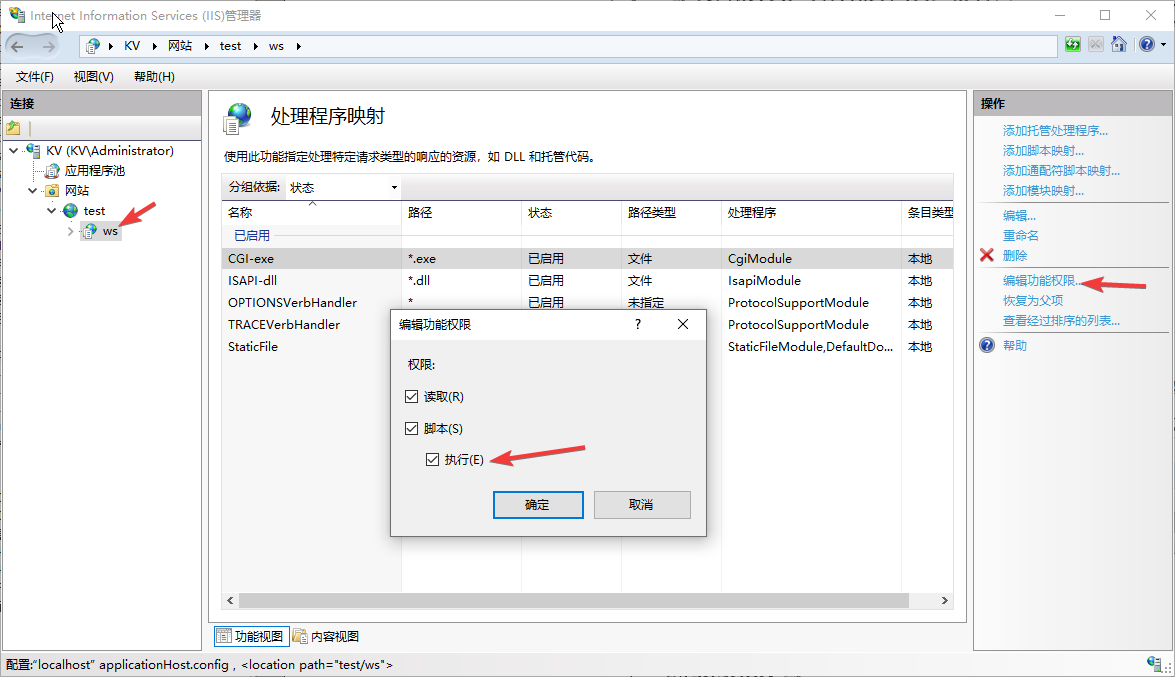 Internet Information Services (IIS)管理器
KV 网站 test ws
文件(F) 视图(V) 帮助(H)
连接
KV (KV\Administrator)
应用程序池
网站
test
ws
处理程序映射
使用此功能指定处理特定请求类型的响应的资源，如 DLL 和托管代码。
分组依据: 状态
名称 路径 状态 路径类型 处理程序 条目类型
已启用
CGI-exe *.exe 已启用 文件 CgiModule 本地
ISAPI-dll *.dll 已启用 文件 IsapiModule 本地
OPTIONSVerbHandler * 已启用 未指定 ProtocolSupportModule 本地
TRACEVerbHandler ProtocolSupportModule 本地
StaticFile StaticFileModule,DefaultDo... 本地
编辑功能权限 ?
权限:
读取(R)
脚本(S)
执行(E)
确定 取消
功能视图 内容视图
操作
添加托管处理程序...
添加脚本映射...
添加通配符脚本映射...
添加模块映射...
编辑...
重命名
删除
编辑功能权限...
恢复为父项
查看经过排序的列表...
帮助
配置:“localhost” applicationHost.config , <location path="test/ws">